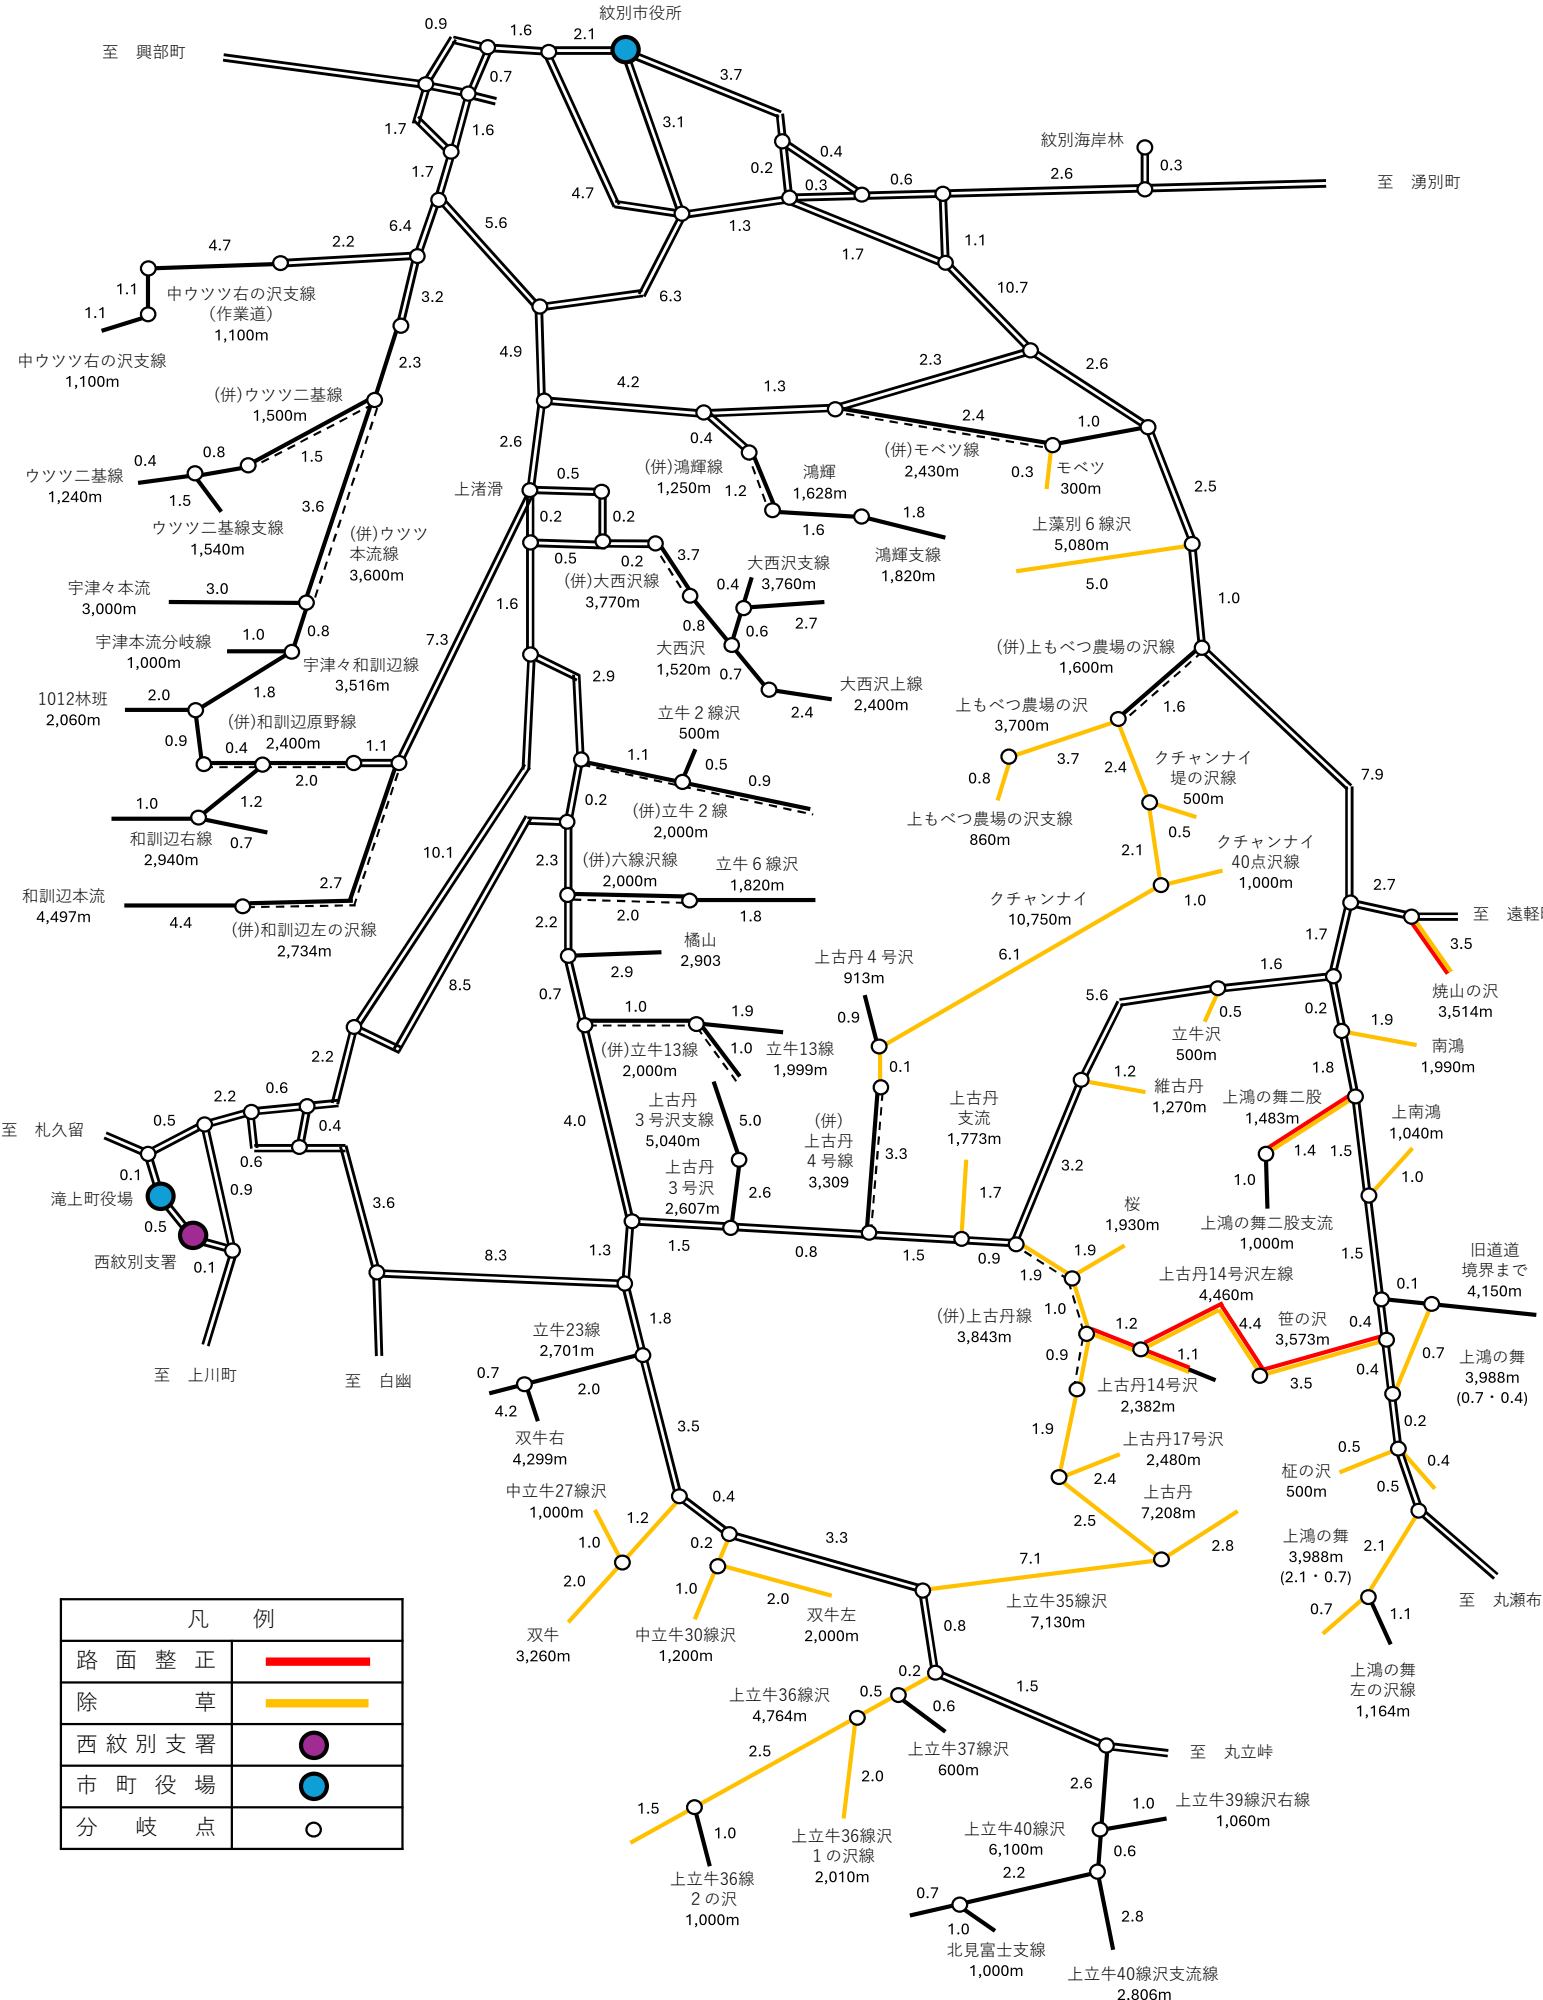 紋別市役所
0.9
1.6
2.1
至　興部町
0.7
3.7
3.1
1.7
1.6
紋別海岸林
0.4
0.2
0.3
0.6
2.6
0.3
至　湧別町
1.7
4.7
6.4
5.6
1.3
1.7
1.1
4.7
2.2
1.1
中ウツツ右の沢支線
（作業道）
1,100m
3.2
6.3
10.7
1.1
中ウツツ右の沢支線
1,100m
2.3
4.9
2.3
2.6
(併)ウツツ二基線
1,500m
4.2
1.3
2.4
1.0
0.4
0.8
1.5
ウツツ二基線
1,240m
1.5
ウツツ二基線支線
1,540m
2.6
0.4
(併)鴻輝線
1,250m
1.2
鴻輝
1,628m
1.6
1.8
鴻輝支線
1,820m
(併)モベツ線
2,430m
0.3
モベツ
300m
2.5
上渚滑
0.5
0.2
0.2
0.5
0.2
3.6
(併)ウツツ
本流線
3,600m
上藻別６線沢
5,080m
5.0
3.7
(併)大西沢線
3,770m
大西沢支線
3,760m
0.4
2.7
0.6
0.8
大西沢
1,520m
0.7
大西沢上線
2,400m
2.4
宇津々本流
3,000m
3.0
1.6
1.0
宇津本流分岐線
1,000m
1.0
0.8
宇津々和訓辺線
3,516m
7.3
(併)上もべつ農場の沢線
1,600m
1.6
1012林班
2,060m
2.0
1.8
2.9
立牛２線沢
500m
上もべつ農場の沢
3,700m
(併)和訓辺原野線
2,400m
0.9
0.4
1.1
2.0
1.1
0.5
0.9
3.7
0.8
2.4
クチャンナイ
堤の沢線
500m
7.9
1.0
1.2
0.2
(併)立牛２線
2,000m
上もべつ農場の沢支線
860m
0.5
和訓辺右線
2,940m
0.7
10.1
2.3
2.1
クチャンナイ
40点沢線
1,000m
和訓辺本流
4,497m
4.4
2.7
(併)和訓辺左の沢線
2,734m
(併)六線沢線
2,000m
2.0
立牛６線沢
1,820m
1.8
クチャンナイ
10,750m
1.0
2.7
至　遠軽
2.2
橘山
2,903
2.9
6.1
1.7
3.5
焼山の沢
3,514m
8.5
0.7
上古丹４号沢
913m
1.6
5.6
1.0
1.9
0.9
0.5
0.2
1.9
立牛沢
500m
南鴻
1,990m
(併)立牛13線
2,000m
1.0
立牛13線
1,999m
0.1
1.2
維古丹
1,270m
1.8
2.2
上鴻の舞二股
1,483m
上南鴻
1,040m
至　札久留
0.5
2.2
0.6
0.4
上古丹
３号沢支線
5,040m
5.0
(併)
上古丹
４号線
3,309
3.3
上古丹
支流
1,773m
4.0
0.1
0.6
1.4
1.5
3.2
0.9
上古丹
３号沢
2,607m
2.6
1.7
1.0
1.0
滝上町役場
0.5
3.6
桜
1,930m
上鴻の舞二股支流
1,000m
西紋別支署
0.1
8.3
1.3
1.5
0.8
1.5
0.9
1.9
1.9
1.5
旧道道
境界まで
4,150m
上古丹14号沢左線
4,460m
0.1
1.0
(併)上古丹線
3,843m
1.8
1.2
4.4
笹の沢
3,573m
0.4
立牛23線
2,701m
0.9
1.1
0.7
上鴻の舞
3,988m
(0.7・0.4)
至　上川町
至　白幽
0.7
2.0
4.2
上古丹14号沢
2,382m
3.5
0.4
0.2
3.5
双牛右
4,299m
1.9
上古丹17号沢
2,480m
2.4
0.5
0.4
柾の沢
500m
0.5
中立牛27線沢
1,000m
1.2
0.4
上古丹
7,208m
1.0
0.2
3.3
2.5
2.8
上鴻の舞
3,988m
(2.1・0.7)
2.1
2.0
1.0
2.0
7.1
0.7
1.1
至　丸瀬布
双牛
3,260m
中立牛30線沢
1,200m
双牛左
2,000m
上立牛35線沢
7,130m
0.8
上鴻の舞
左の沢線
1,164m
0.2
0.5
0.6
1.5
上立牛36線沢
4,764m
上立牛37線沢
600m
至　丸立峠
2.5
2.0
2.6
1.0
上立牛39線沢右線
1,060m
1.5
1.0
上立牛36線沢
１の沢線
2,010m
上立牛40線沢
6,100m
0.6
2.2
上立牛36線
２の沢
1,000m
0.7
1.0
2.8
北見富士支線
1,000m
上立牛40線沢支流線
2,806m
凡　例
路面整正
除草
西紋別支署
市町役場
分岐点